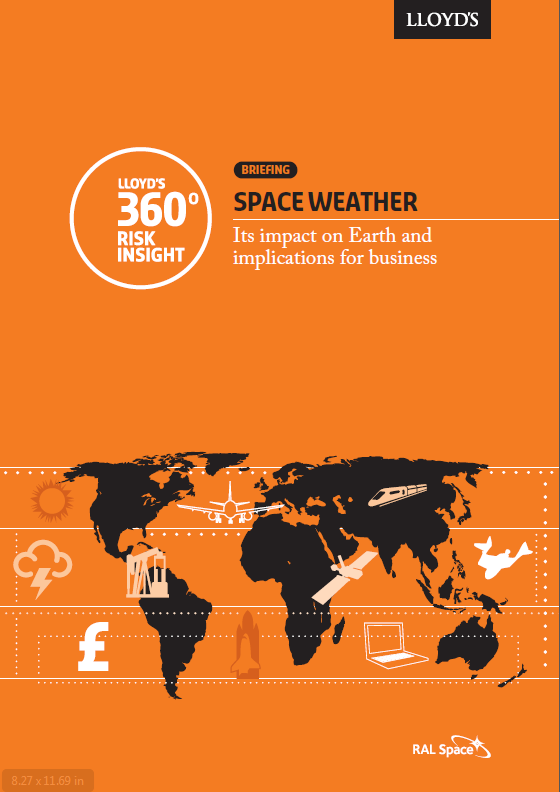 LLOYD'S
LLOYD'S
360°
RISK
INSIGHT
BRIEFING
SPACE WEATHER
Its impact on Earth and
implications for business
£
RAL Space
8.27 x 11.69 in